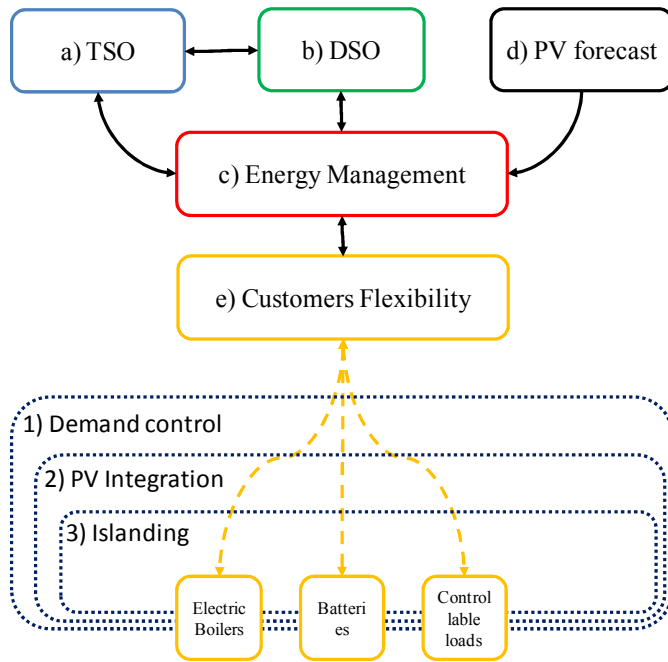 a) TSO
b) DSO
d) PV forecast
c) Energy Management
e) Customers Flexibility
1) Demand control
2) PV Integration
3) Islanding
Electric
Boilers
Batteri
es
Control
lable
loads